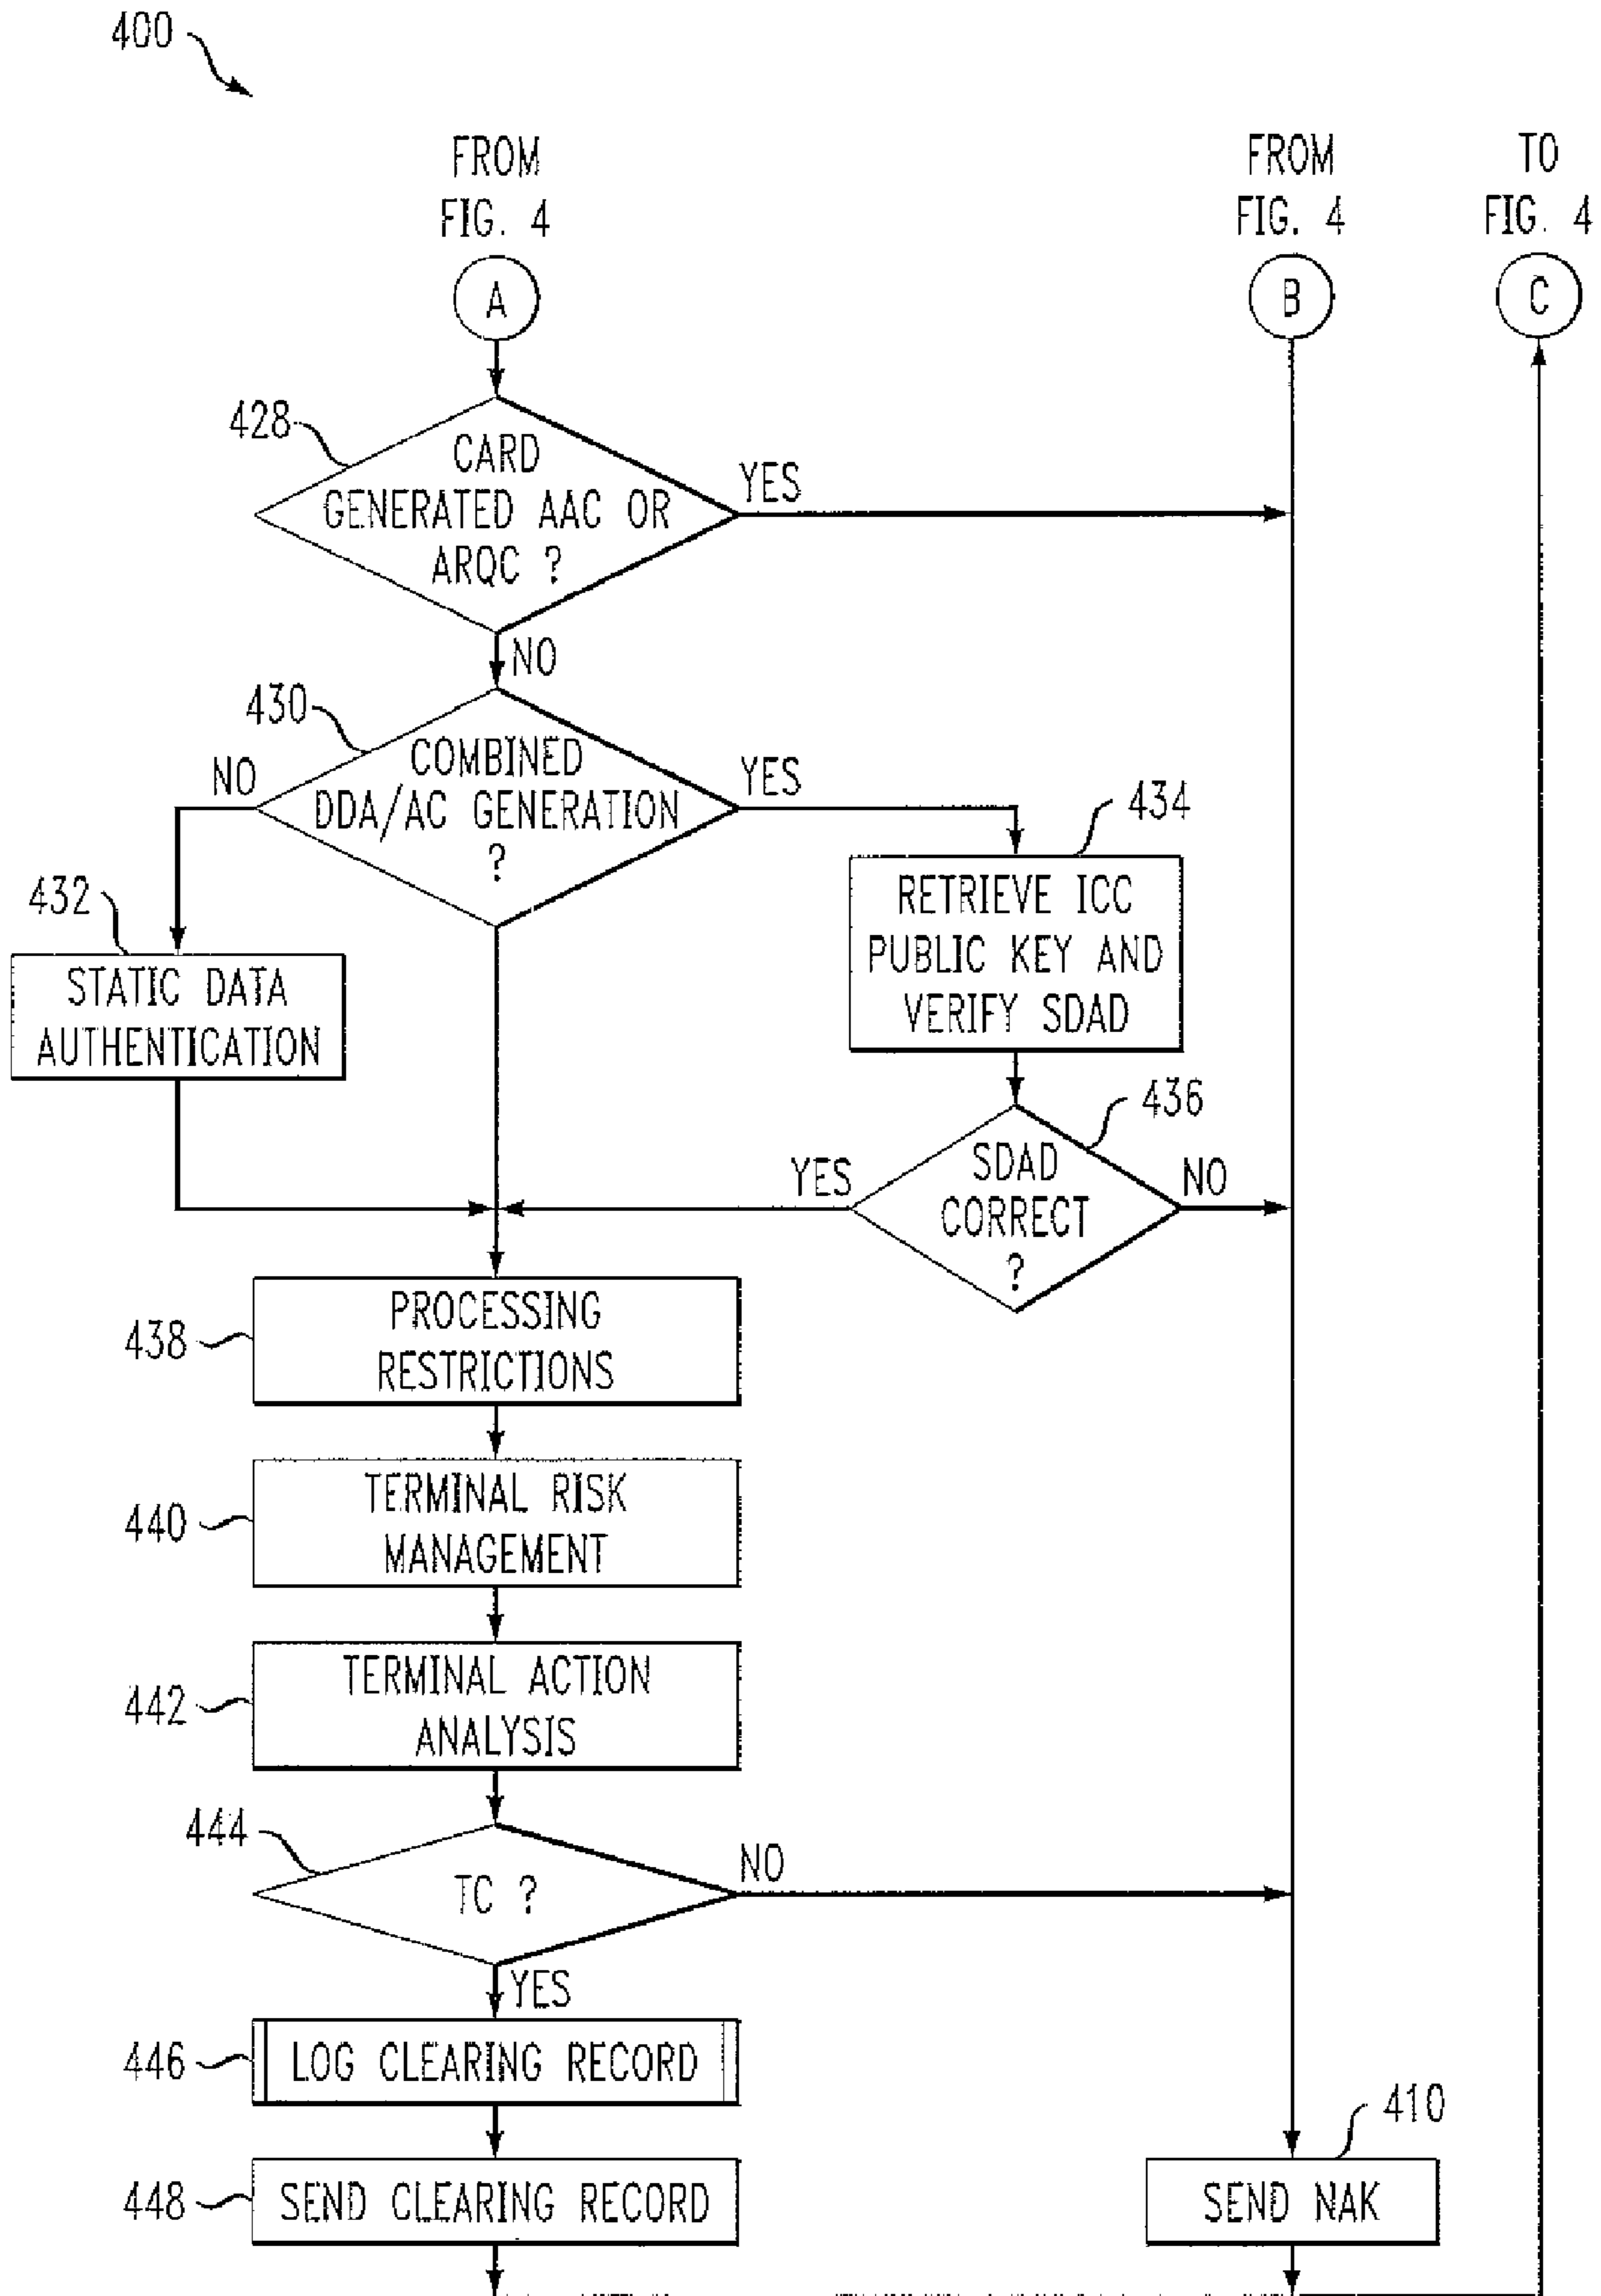 400
FROM
FIG. 4
A
FROM
FIG. 4
B
TO
FIG. 4
C
428
CARD
GENERATED AAC OR
ARQC ?
YES
NO
430
COMBINED
DDA/AC GENERATION
?
NO
YES
432
STATIC DATA
AUTHENTICATION
434
RETRIEVE ICC
PUBLIC KEY AND
VERIFY SDAD
436
SDAD
CORRECT
?
YES
NO
438
PROCESSING
RESTRICTIONS
440
TERMINAL RISK
MANAGEMENT
442
TERMINAL ACTION
ANALYSIS
444
TC ?
NO
YES
446
LOG CLEARING RECORD
448
SEND CLEARING RECORD
410
SEND NAK